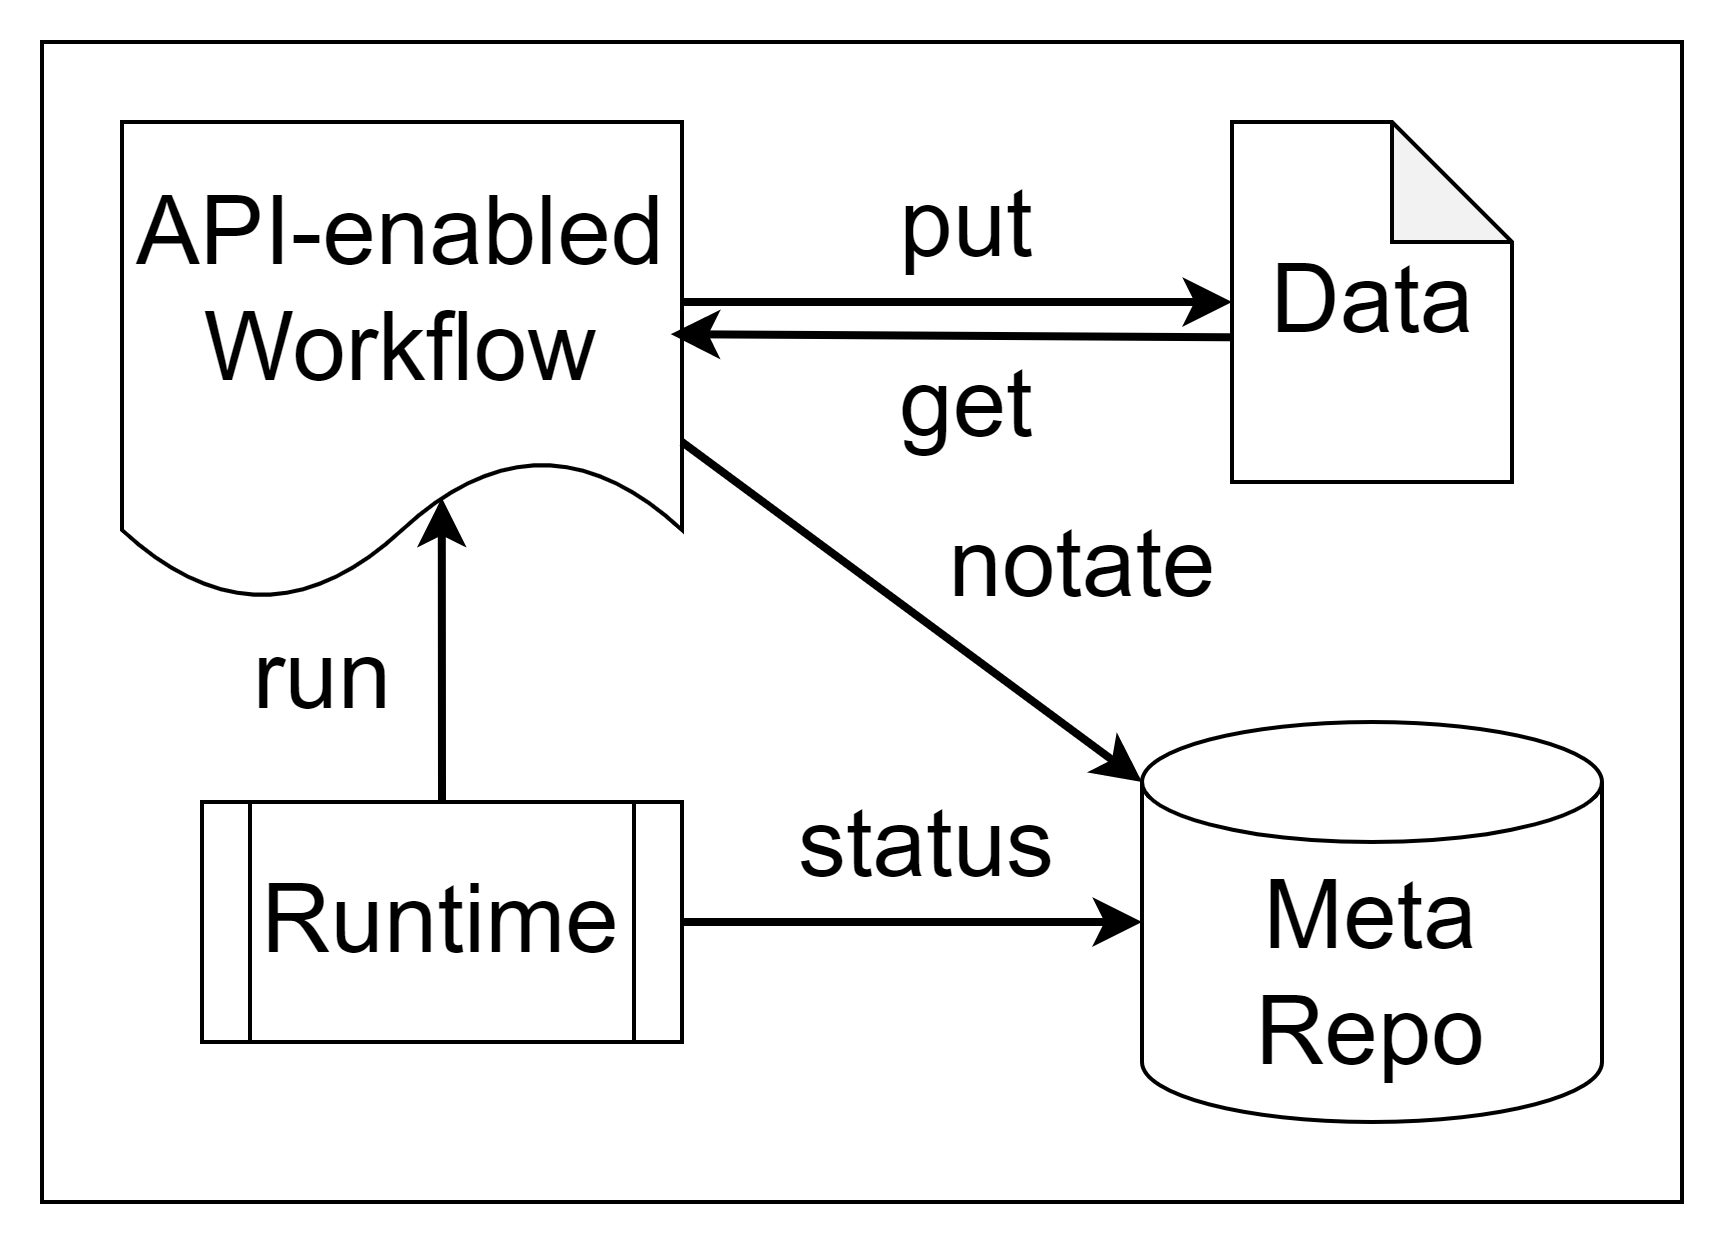 API-enabled
Workflow
put
get
Data
notate
run
status
Runtime
Meta
Repo